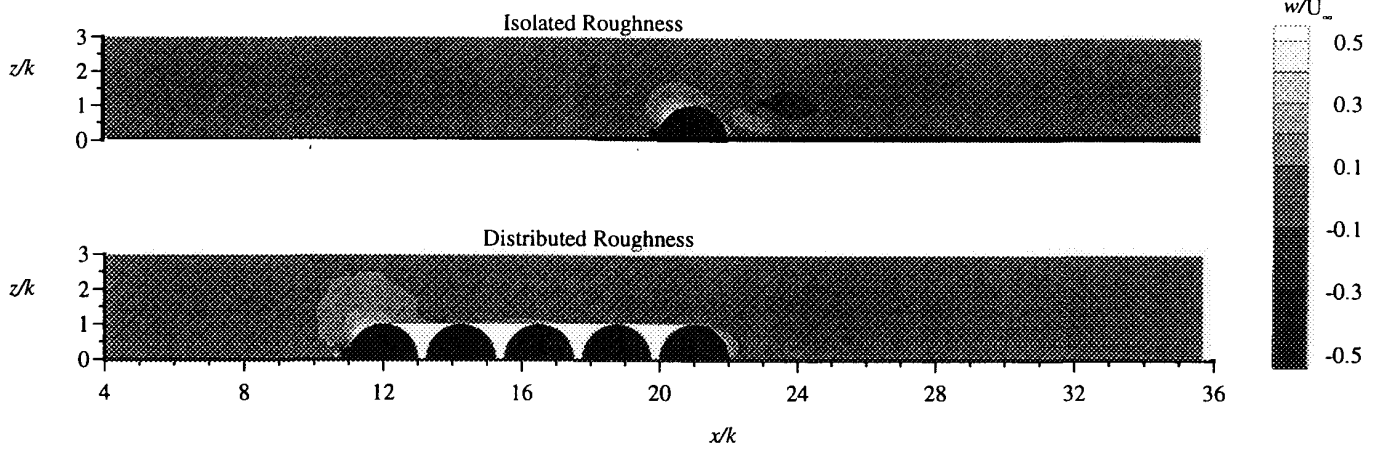 Isolated Roughness
w/U∞
3
2
1
0
z/k
0.5
0.3
0.1
-0.1
-0.3
-0.5
Distributed Roughness
3
2
1
0
z/k
4 8 12 16 20 24 28 32 36
x/k